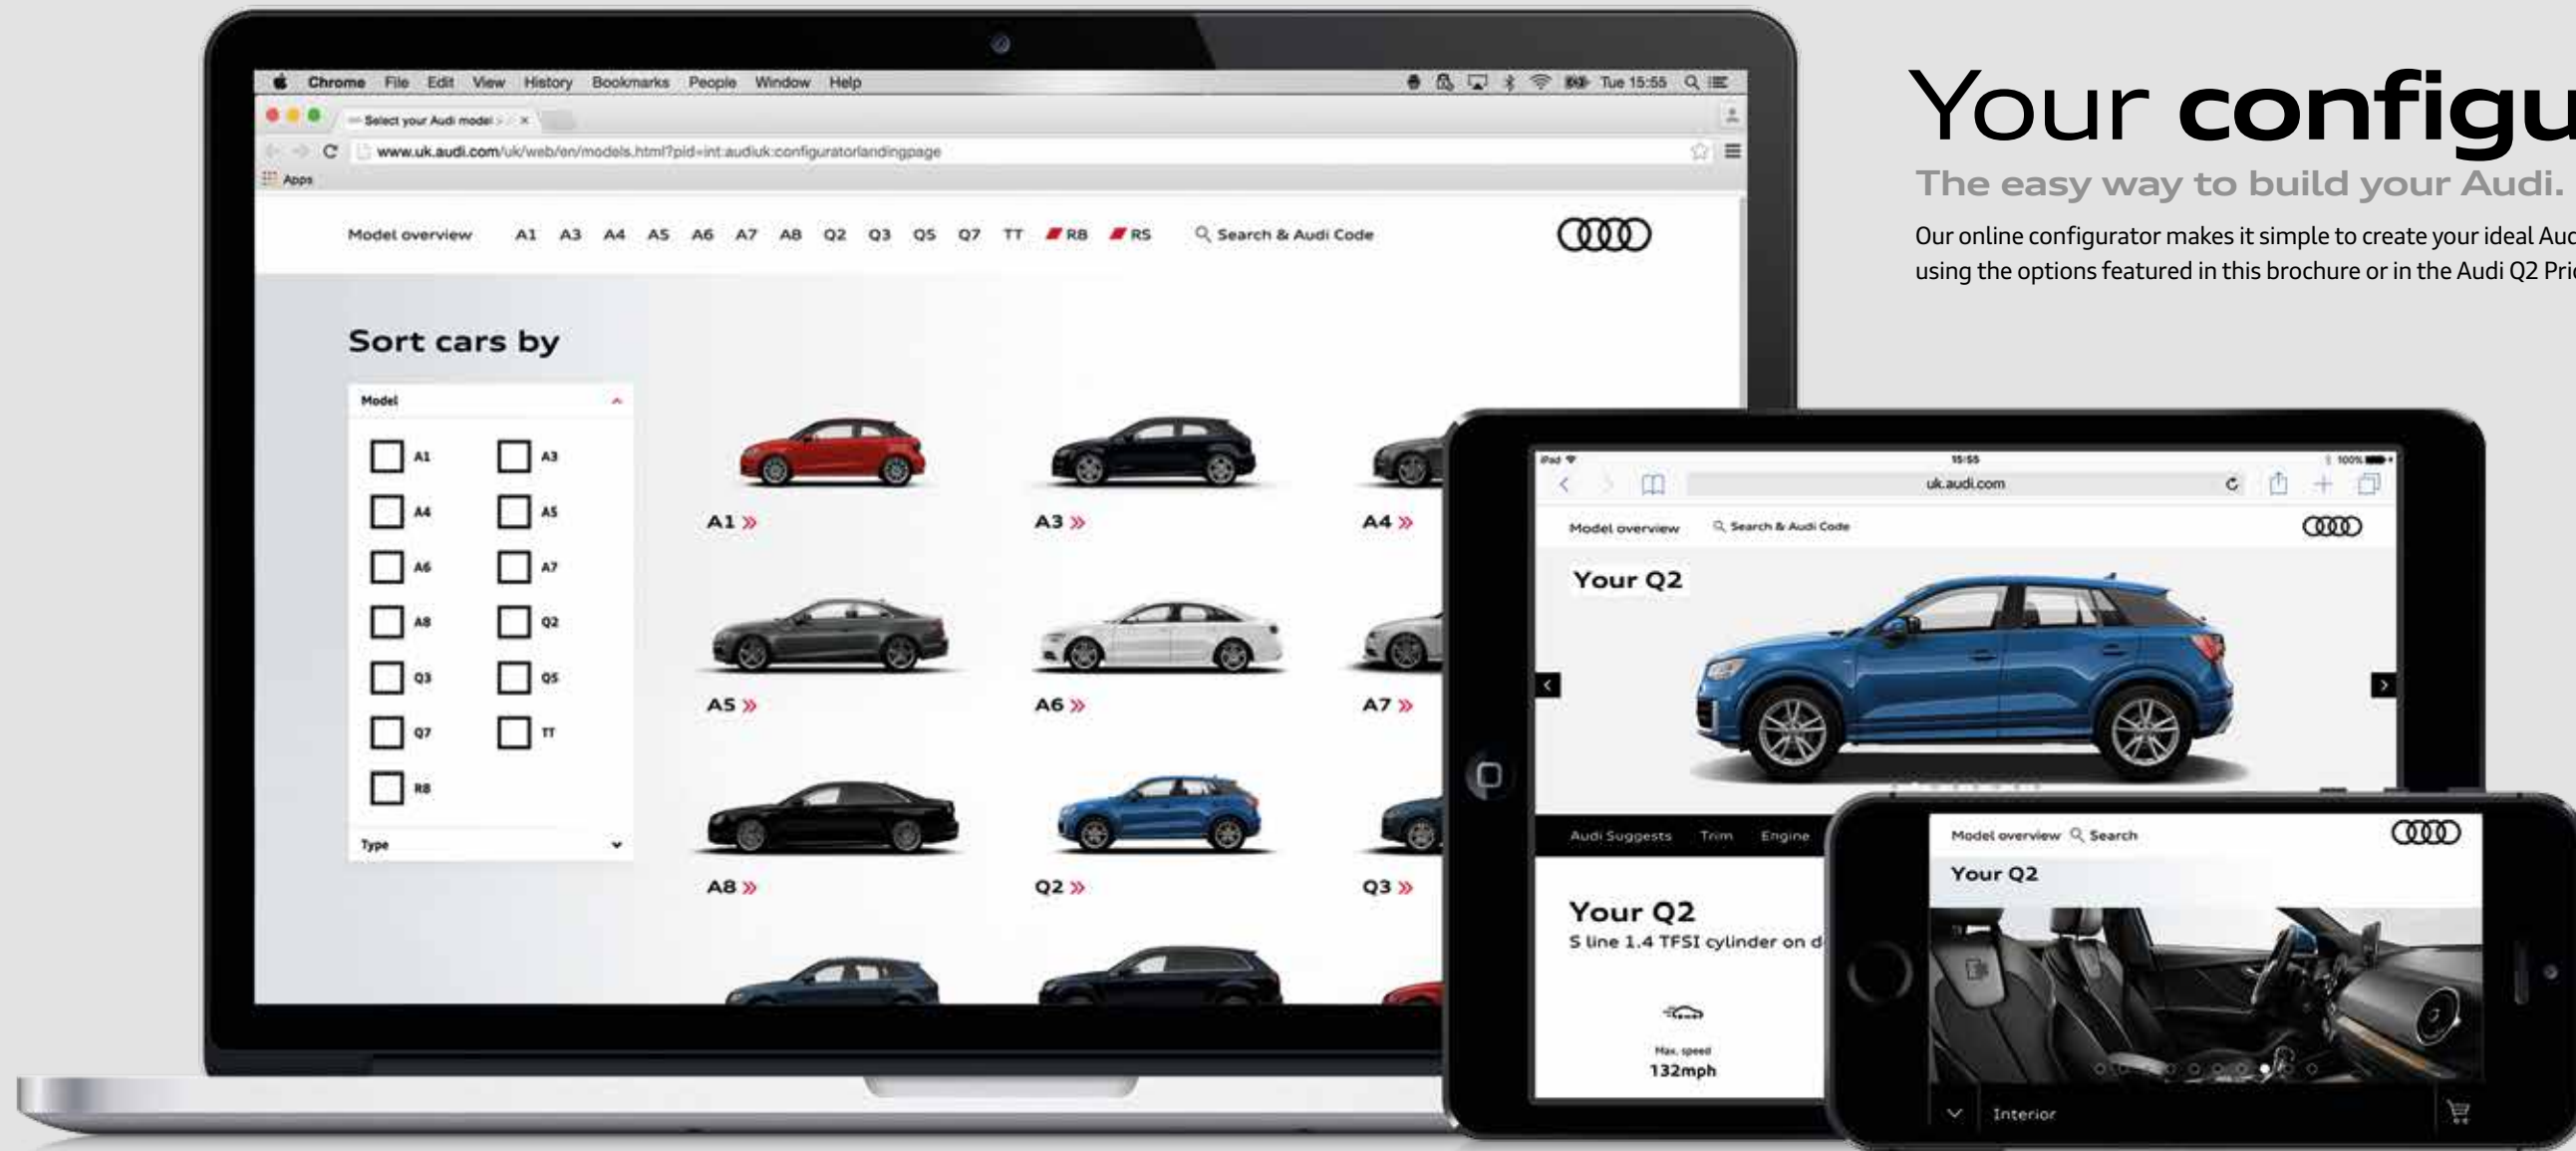 Chrome File Edit View History Bookmarks People Window Help Tue 15:55
Select your Audi model >
www.uk.audi.com/uk/web/en/models.html?pid=int:audiuk:configuratorlandingpage
Apps
Model overview A1 A3 A4 A5 A6 A7 A8 Q2 Q3 Q5 Q7 TT R8 RS Search & Audi Code
Sort cars by
Model
A1 A3
A4 A5
A6 A7
A8 Q2
Q3 Q5
Q7 TT
R8
Type
A1 »
A3 »
A4 »
A5 »
A6 »
A7 »
A8 »
Q2 »
Q3 »
Your configu
The easy way to build your Audi.
Our online configurator makes it simple to create your ideal Aud
using the options featured in this brochure or in the Audi Q2 Pric
iPad 15:55 100%
uk.audi.com
Model overview Search & Audi Code
Your Q2
Audi Suggests Trim Engine
Your Q2
S line 1.4 TFSI cylinder on d
Max. speed
132mph
Model overview Search
Your Q2
Interior